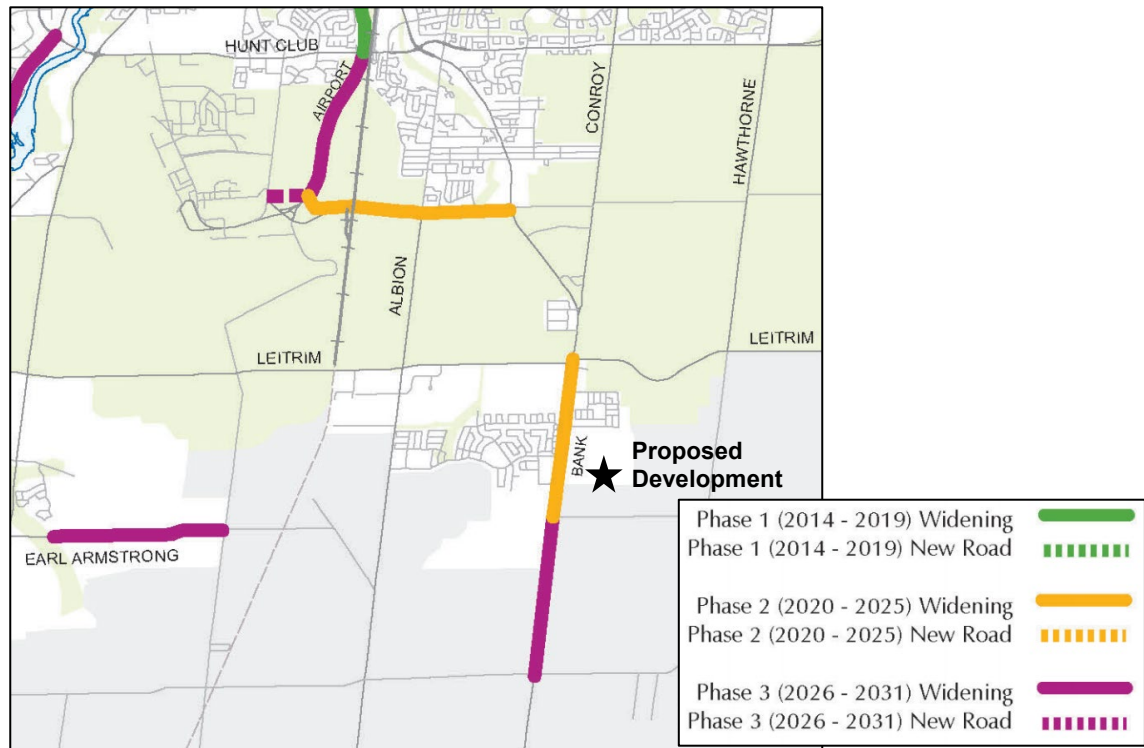 HUNT CLUB
AIRPORT
CONROY
HAWTHORNE
ALBION
LEITRIM
LEITRIM
BANK
Proposed
Development
EARL ARMSTRONG
Phase 1 (2014 - 2019) Widening
Phase 1 (2014 - 2019) New Road
Phase 2 (2020 - 2025) Widening
Phase 2 (2020 - 2025) New Road
Phase 3 (2026 - 2031) Widening
Phase 3 (2026 - 2031) New Road